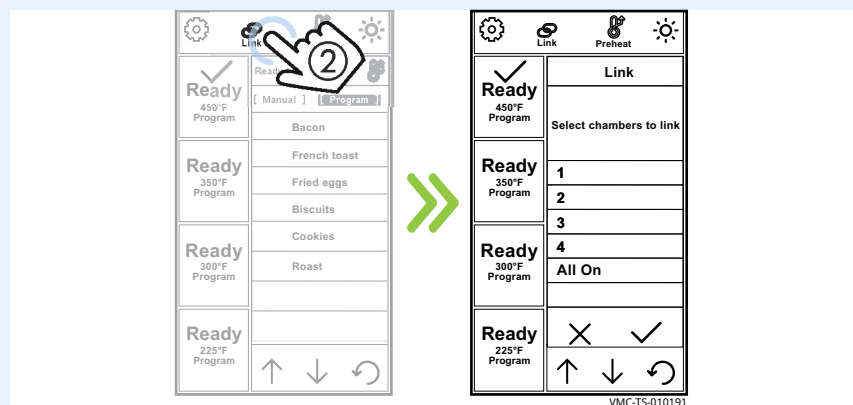 Link
2
Ready
Ready
450°F
Program
[ Manual ] [ Program ]
Bacon
French toast
Fried eggs
Biscuits
Cookies
Roast
Ready
350°F
Program
Ready
300°F
Program
Ready
225°F
Program
Link
Preheat
Ready
450°F
Program
Ready
350°F
Program
Ready
300°F
Program
Ready
225°F
Program
Link
Select chambers to link
1
2
3
4
All On
VMC-TS-010191